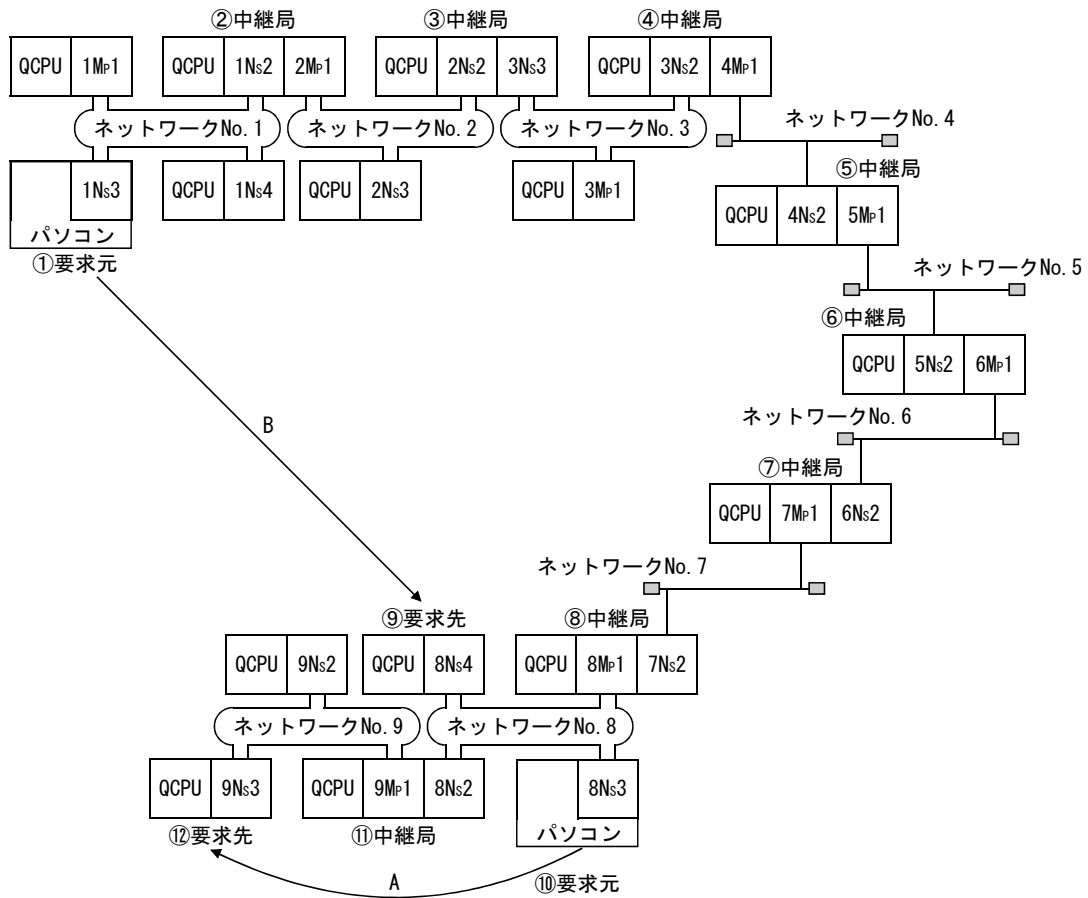 ②中継局
③中継局
④中継局
QCPU 1MP1
QCPU 1NS2 2MP1
QCPU 2NS2 3NS3
QCPU 3NS2 4MP1
ネットワークNo.1
ネットワークNo.2
ネットワークNo.3
ネットワークNo.4
1NS3
パソコン
①要求元
QCPU 1NS4
QCPU 2NS3
QCPU 3MP1
⑤中継局
QCPU 4NS2 5MP1
ネットワークNo.5
⑥中継局
QCPU 5NS2 6MP1
B
ネットワークNo.6
⑦中継局
QCPU 7MP1 6NS2
ネットワークNo.7
⑨要求先
⑧中継局
QCPU 9NS2
QCPU 8NS4
QCPU 8MP1 7NS2
ネットワークNo.9
ネットワークNo.8
QCPU 9NS3
QCPU 9MP1 8NS2
8NS3
パソコン
⑫要求先
⑪中継局
A
⑩要求元